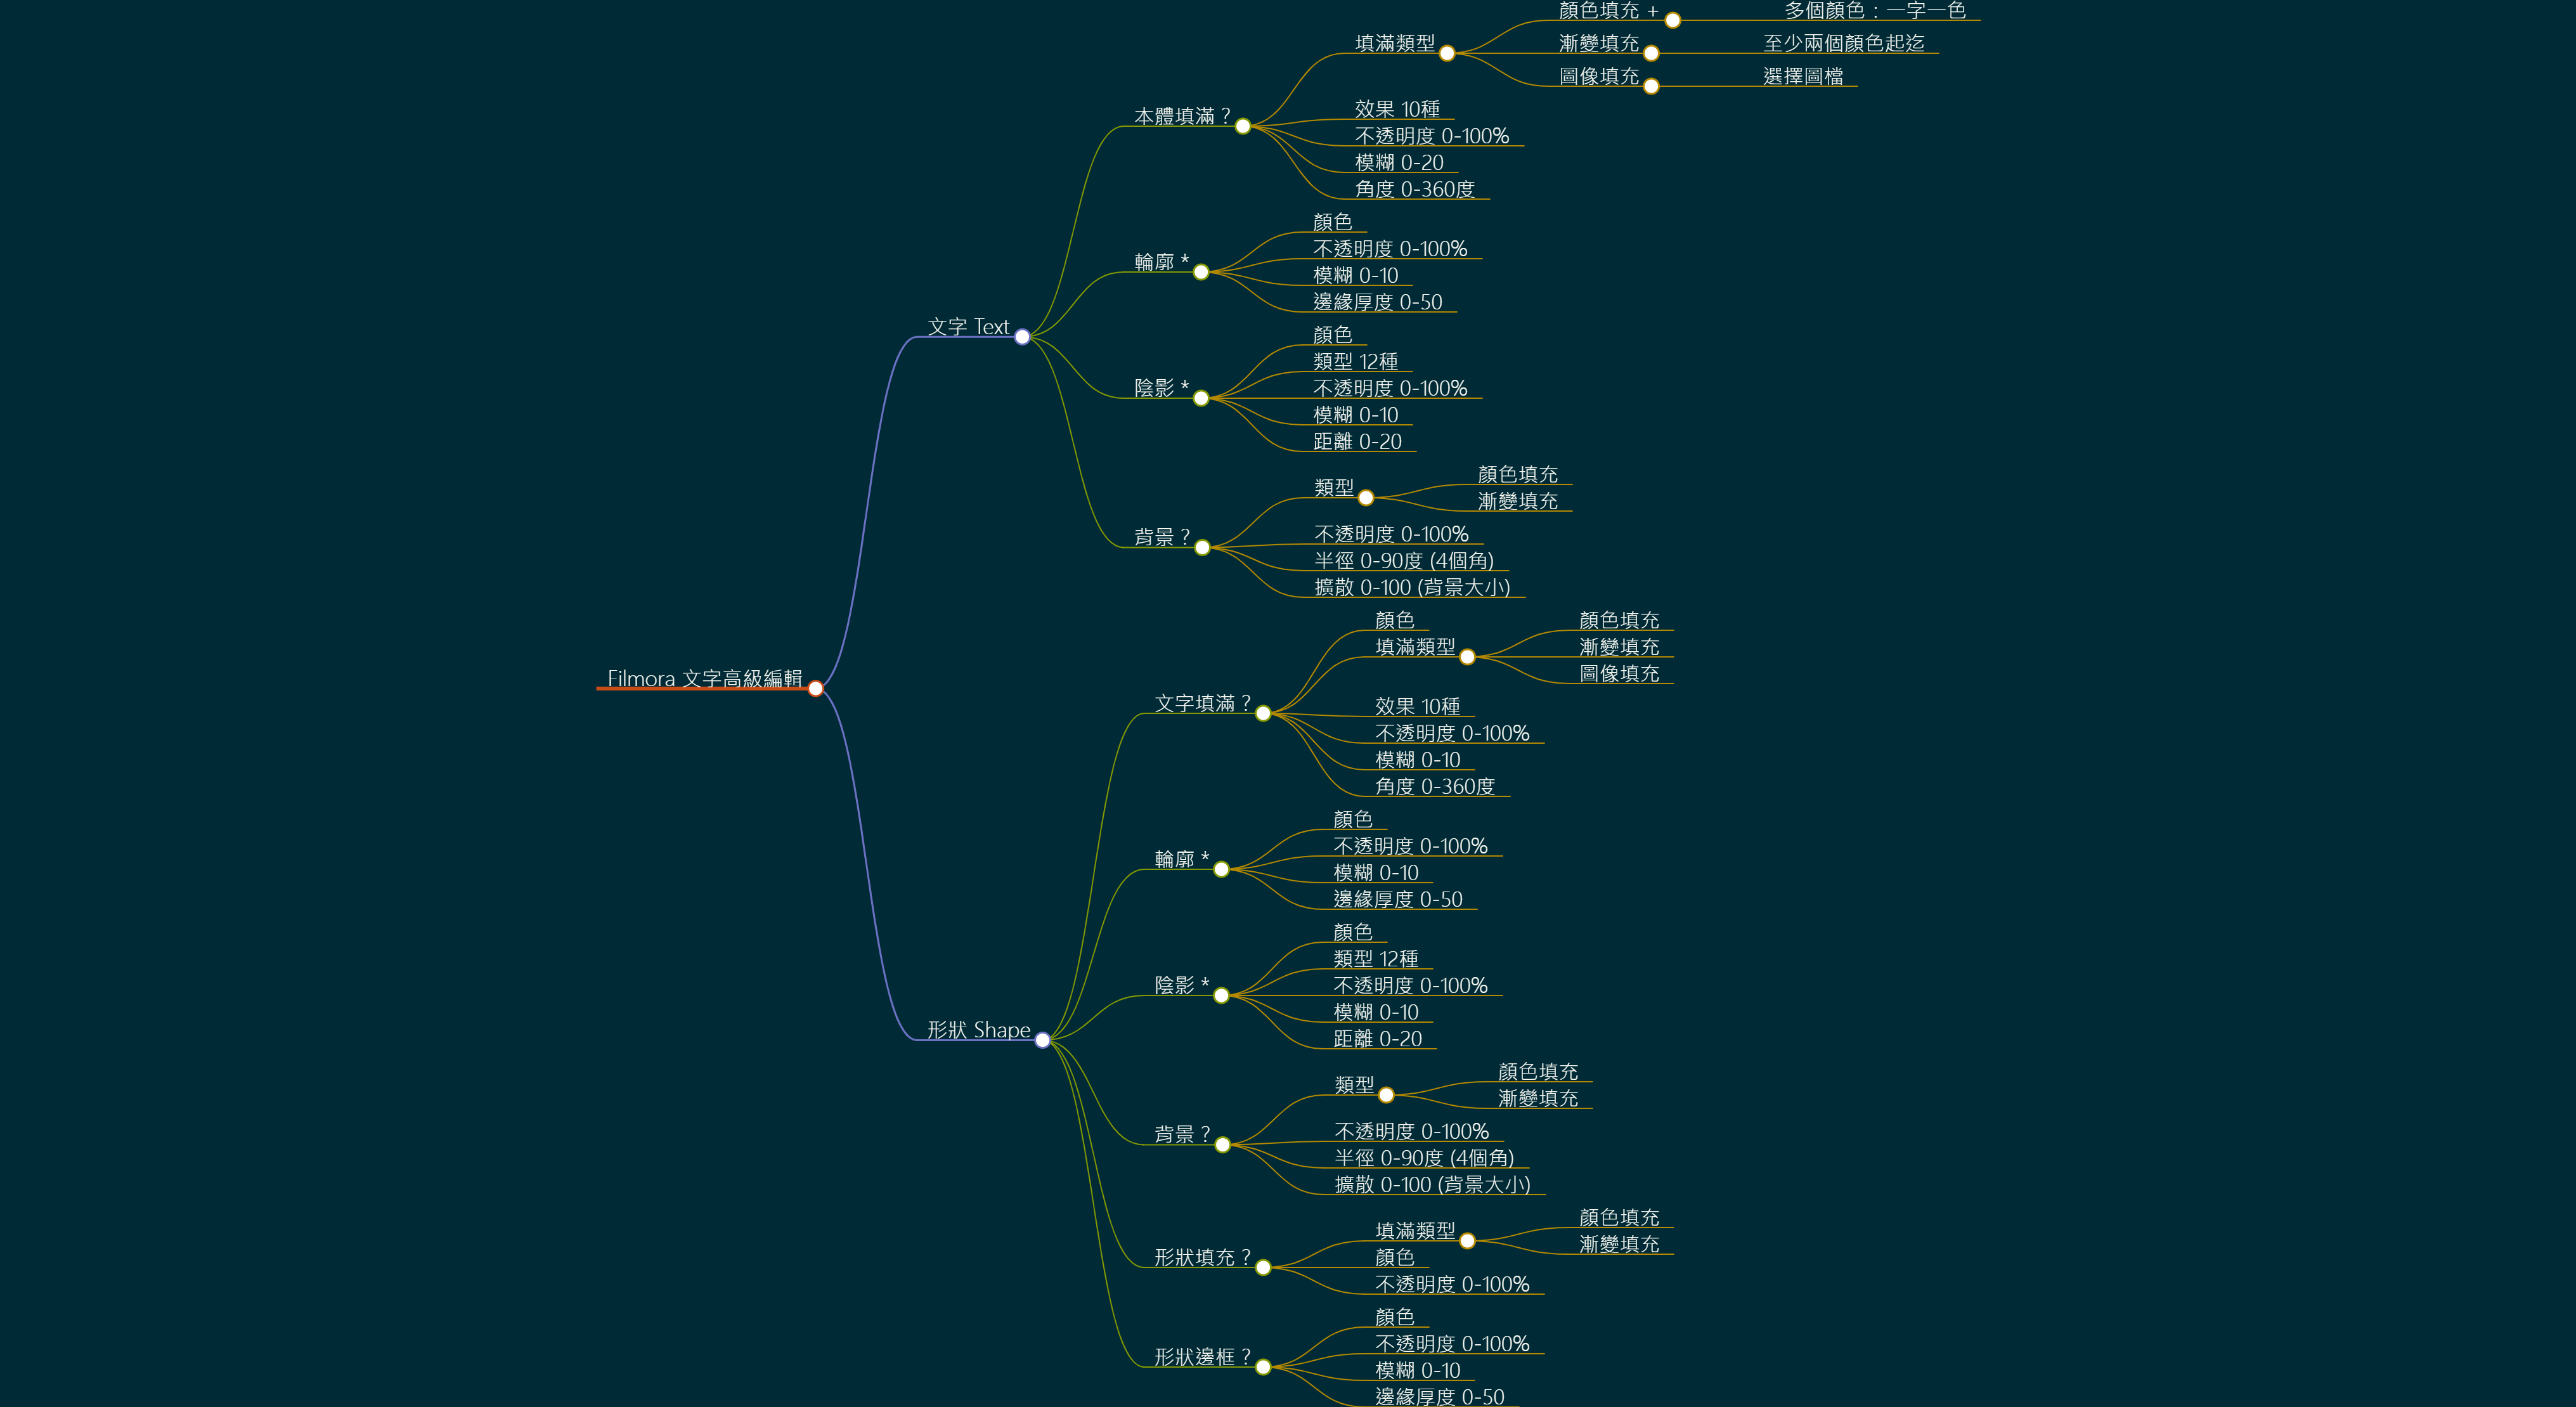 Filmora 文字高級編輯
文字 Text
本體填滿 ?
填滿類型
顏色填充 +
多個顏色：一字一色
漸變填充
至少兩個顏色起迄
圖像填充
選擇圖檔
效果 10種
不透明度 0-100%
模糊 0-20
角度 0-360度
輪廓 *
顏色
不透明度 0-100%
模糊 0-10
邊緣厚度 0-50
陰影 *
顏色
類型 12種
不透明度 0-100%
模糊 0-10
距離 0-20
背景 ?
類型
顏色填充
漸變填充
不透明度 0-100%
半徑 0-90度 (4個角)
擴散 0-100 (背景大小)
形狀 Shape
文字填滿 ?
顏色
填滿類型
顏色填充
漸變填充
圖像填充
效果 10種
不透明度 0-100%
模糊 0-10
角度 0-360度
輪廓 *
顏色
不透明度 0-100%
模糊 0-10
邊緣厚度 0-50
陰影 *
顏色
類型 12種
不透明度 0-100%
模糊 0-10
距離 0-20
背景 ?
類型
顏色填充
漸變填充
不透明度 0-100%
半徑 0-90度 (4個角)
擴散 0-100 (背景大小)
形狀填充 ?
填滿類型
顏色填充
漸變填充
顏色
不透明度 0-100%
形狀邊框 ?
顏色
不透明度 0-100%
模糊 0-10
邊緣厚度 0-50